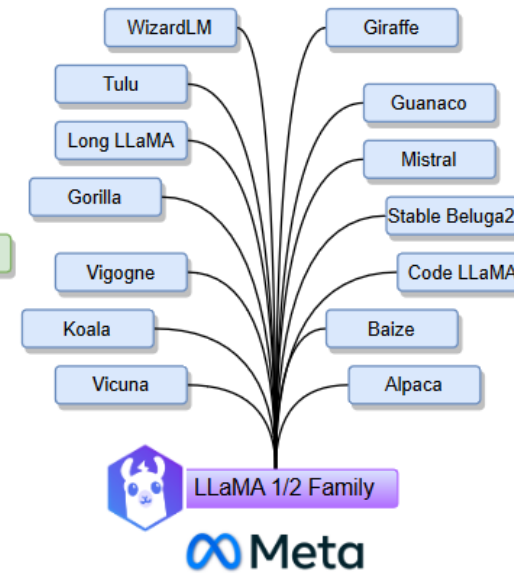 WizardLM
Giraffe
Tulu
Guanaco
Long LLaMA
Mistral
Gorilla
Stable Beluga2
Vigogne
Code LLaMA
Koala
Baize
Vicuna
Alpaca
LLaMA 1/2 Family
Meta